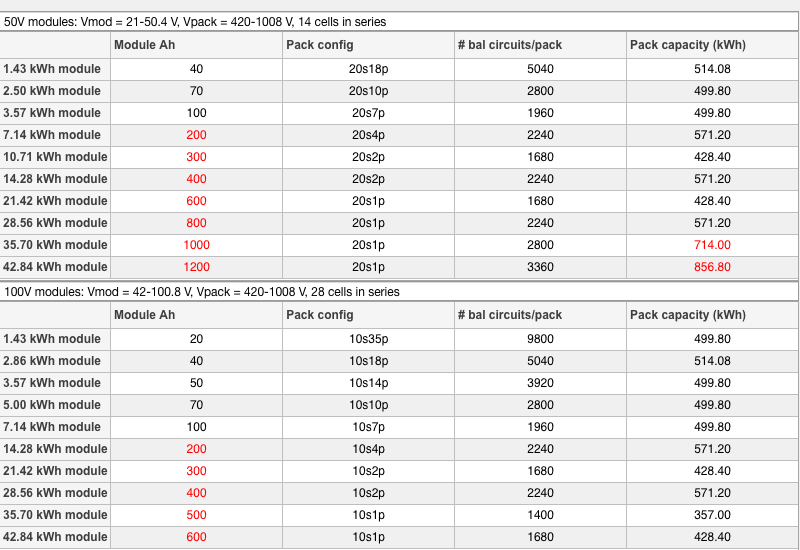 50V modules: Vmod = 21-50.4 V, Vpack = 420-1008 V, 14 cells in series
Module Ah Pack config # bal circuits/pack Pack capacity (kWh)
1.43 kWh module 40 20s18p 5040 514.08
2.50 kWh module 70 20s10p 2800 499.80
3.57 kWh module 100 20s7p 1960 499.80
7.14 kWh module 200 20s4p 2240 571.20
10.71 kWh module 300 20s2p 1680 428.40
14.28 kWh module 400 20s2p 2240 571.20
21.42 kWh module 600 20s1p 1680 428.40
28.56 kWh module 800 20s1p 2240 571.20
35.70 kWh module 1000 20s1p 2800 714.00
42.84 kWh module 1200 20s1p 3360 856.80
100V modules: Vmod = 42-100.8 V, Vpack = 420-1008 V, 28 cells in series
Module Ah Pack config # bal circuits/pack Pack capacity (kWh)
1.43 kWh module 20 10s35p 9800 499.80
2.86 kWh module 40 10s18p 5040 514.08
3.57 kWh module 50 10s14p 3920 499.80
5.00 kWh module 70 10s10p 2800 499.80
7.14 kWh module 100 10s7p 1960 499.80
14.28 kWh module 200 10s4p 2240 571.20
21.42 kWh module 300 10s2p 1680 428.40
28.56 kWh module 400 10s2p 2240 571.20
35.70 kWh module 500 10s1p 1400 357.00
42.84 kWh module 600 10s1p 1680 428.40